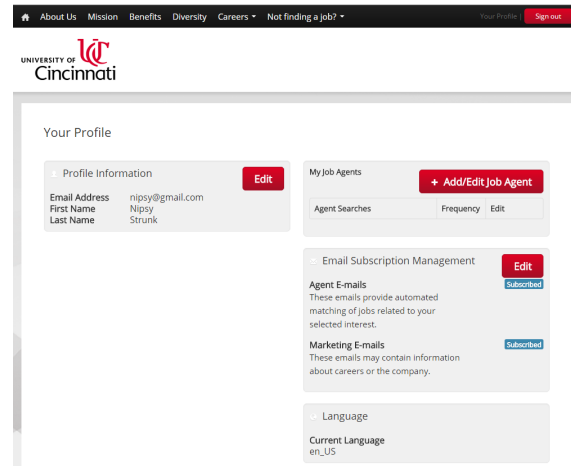 About Us Mission Benefits Diversity Careers Not finding a job? Your Profile | Sign out
UNIVERSITY OF UC
Cincinnati
Your Profile
Profile Information Edit
Email Address nipsy@gmail.com
First Name Nipsy
Last Name Strunk
My Job Agents
+ Add/Edit Job Agent
Agent Searches Frequency Edit
Email Subscription Management Edit
Agent E-mails Subscribed
These emails provide automated
matching of jobs related to your
selected interest.
Marketing E-mails Subscribed
These emails may contain information
about careers or the company.
Language
Current Language
en_US